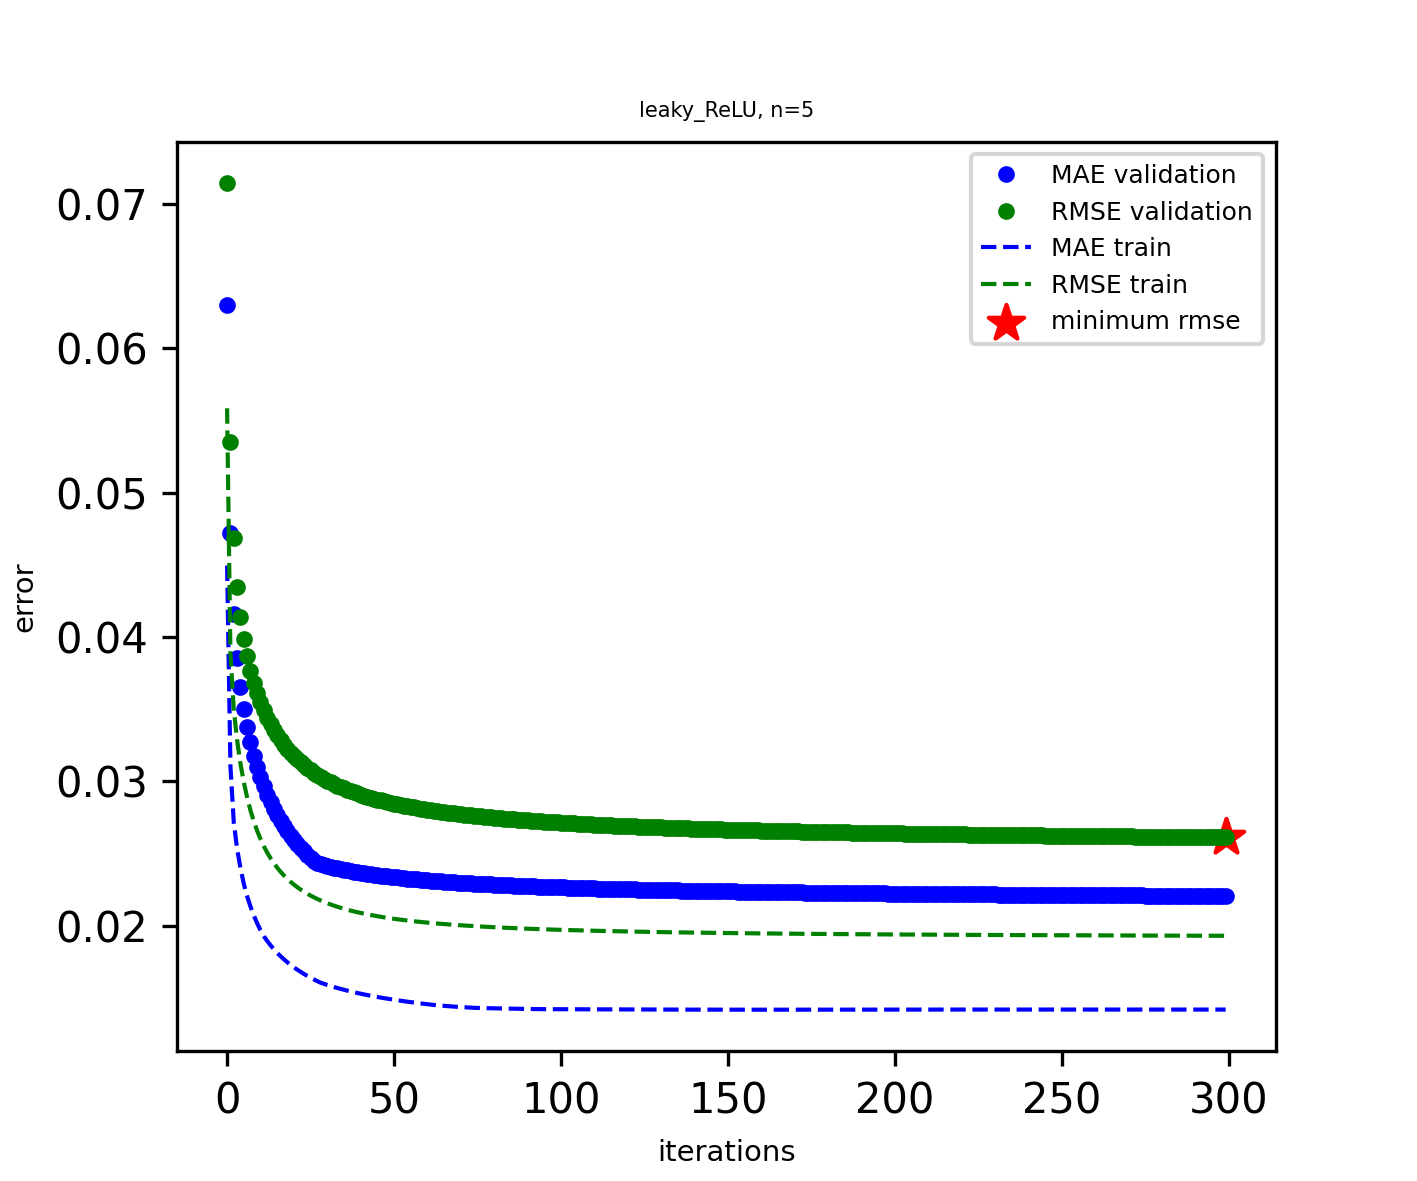 leaky_ReLU, n=5
MAE validation
RMSE validation
MAE train
RMSE train
minimum rmse
0.07
0.06
0.05
0.04
0.03
0.02
error
0 50 100 150 200 250 300
iterations